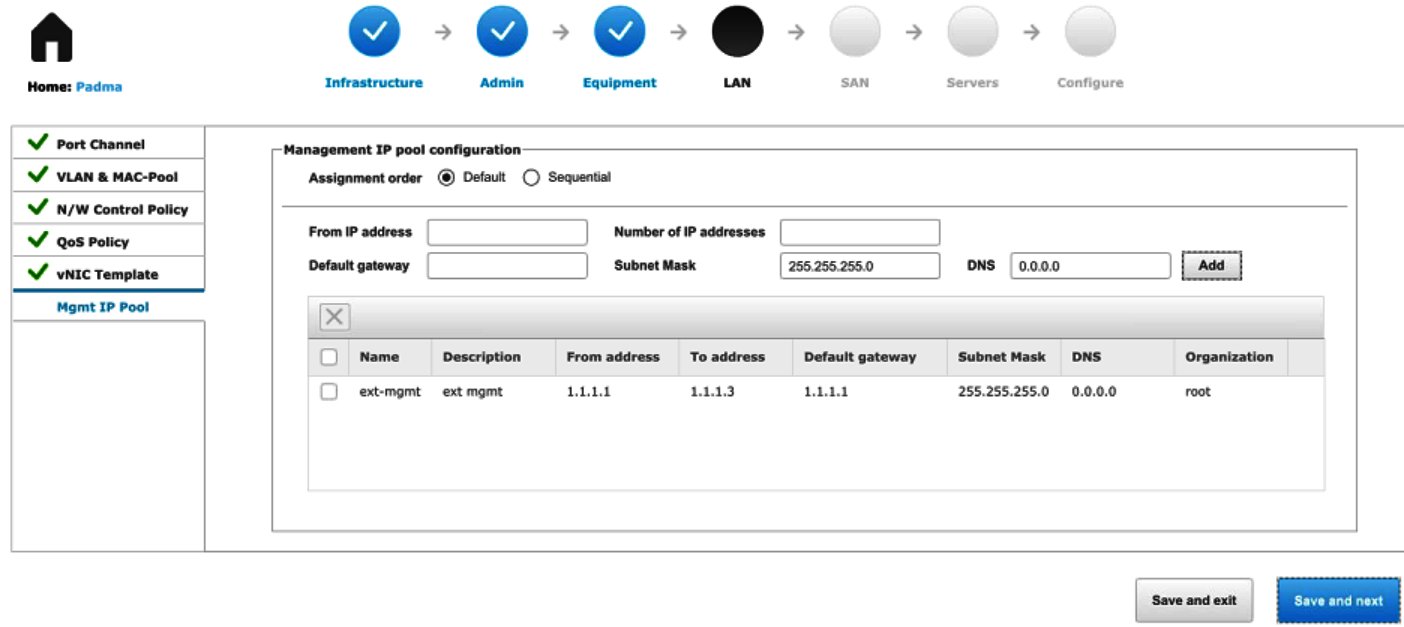 Home: Padma
Infrastructure Admin Equipment LAN SAN Servers Configure
Port Channel
VLAN & MAC-Pool
N/W Control Policy
QoS Policy
vNIC Template
Mgmt IP Pool
Management IP pool configuration
Assignment order Default Sequential
From IP address Number of IP addresses
Default gateway Subnet Mask 255.255.255.0 DNS 0.0.0.0 Add
Name Description From address To address Default gateway Subnet Mask DNS Organization
ext-mgmt ext mgmt 1.1.1.1 1.1.1.3 1.1.1.1 255.255.255.0 0.0.0.0 root
Save and exit Save and next